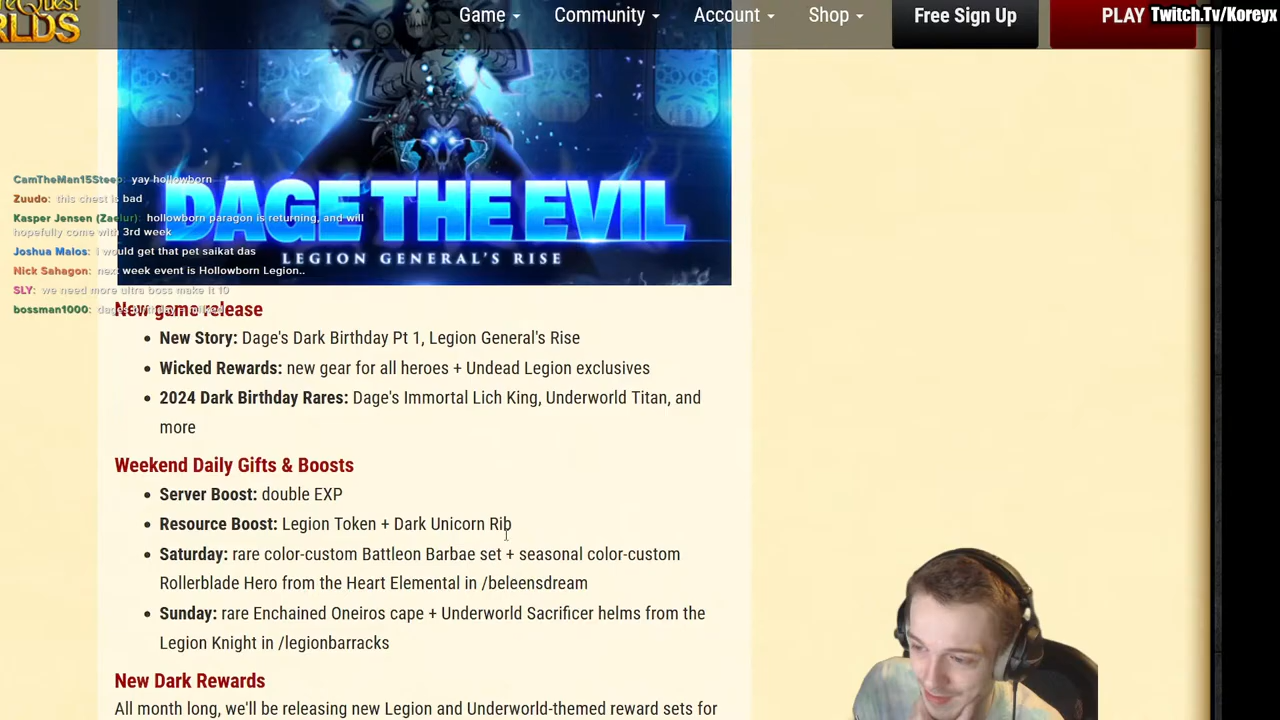 Quest
RLDS
Game
Community
Account
Shop
Free Sign Up
PLAY
Twitch.Tv/Koreyx
DAGE THE EVIL
LEGION GENERAL'S RISE
CamTheMan15Steep: yay hollowborn
Zuudo: this chest is bad
Kasper Jensen (Zaelur): hollowborn paragon is returning, and will
hopefully come with 3rd week
Joshua Malos: i would get that pet saikat das
Nick Sahagon: next week event is Hollowborn Legion..
SLY: we need more ultra boss make it 10
bossman1000:
New game release
• New Story: Dage's Dark Birthday Pt 1, Legion General's Rise
• Wicked Rewards: new gear for all heroes + Undead Legion exclusives
• 2024 Dark Birthday Rares: Dage's Immortal Lich King, Underworld Titan, and
more
Weekend Daily Gifts & Boosts
• Server Boost: double EXP
• Resource Boost: Legion Token + Dark Unicorn Rib
• Saturday: rare color-custom Battleon Barbae set + seasonal color-custom
Rollerblade Hero from the Heart Elemental in /beleensdream
• Sunday: rare Enchained Oneiros cape + Underworld Sacrificer helms from the
Legion Knight in /legionbarracks
New Dark Rewards
All month long, we'll be releasing new Legion and Underworld-themed reward sets for